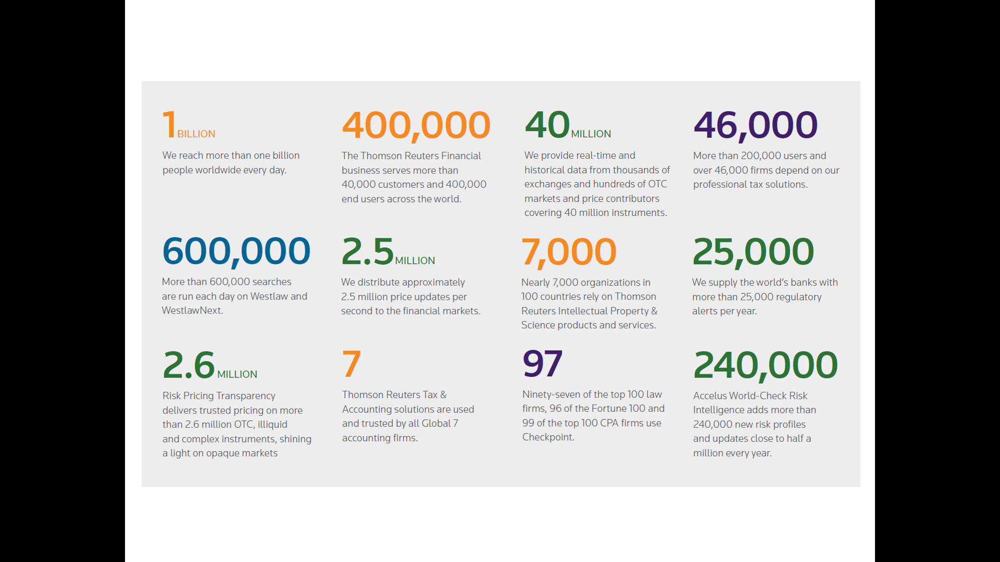 1 BILLION
We reach more than one billion
people worldwide every day.
400,000
The Thomson Reuters Financial
business serves more than
40,000 customers and 400,000
end users across the world.
40 MILLION
We provide real-time and
historical data from thousands of
exchanges and hundreds of OTC
markets and price contributors
covering 40 million instruments.
46,000
More than 200,000 users and
over 46,000 firms depend on our
professional tax solutions.
600,000
More than 600,000 searches
are run each day on Westlaw and
WestlawNext.
2.5 MILLION
We distribute approximately
2.5 million price updates per
second to the financial markets.
7,000
Nearly 7,000 organizations in
100 countries rely on Thomson
Reuters Intellectual Property &
Science products and services.
25,000
We supply the world's banks with
more than 25,000 regulatory
alerts per year.
2.6 MILLION
Risk Pricing Transparency
delivers trusted pricing on more
than 2.6 million OTC, illiquid
and complex instruments, shining
a light on opaque markets
7
Thomson Reuters Tax &
Accounting solutions are used
and trusted by all Global 7
accounting firms.
97
Ninety-seven of the top 100 law
firms, 96 of the Fortune 100 and
99 of the top 100 CPA firms use
Checkpoint.
240,000
Accelus World-Check Risk
Intelligence adds more than
240,000 new risk profiles
and updates close to half a
million every year.